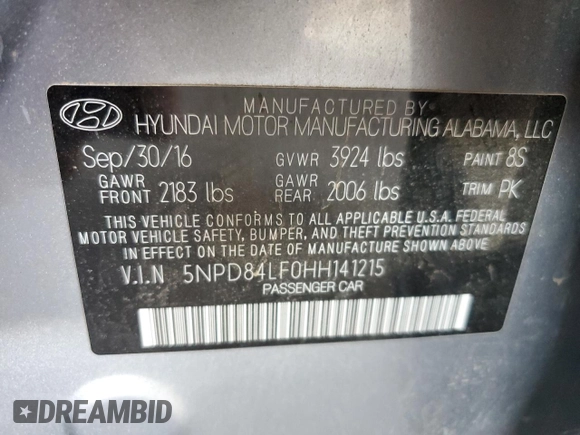 MANUFACTURED BY
HYUNDAI MOTOR MANUFACTURING ALABAMA, LLC
Sep/30/16 GVWR 3924 lbs PAINT 8S
GAWR FRONT 2183 lbs GAWR REAR 2006 lbs TRIM PK
THIS VEHICLE CONFORMS TO ALL APPLICABLE U.S.A. FEDERAL
MOTOR VEHICLE SAFETY, BUMPER, AND THEFT PREVENTION
STANDARDS IN EFFECT ON THE DATE OF MANUFACTURE SHOWN ABOVE.
V.I.N 5NPD84LF0HH141215
PASSENGER CAR
DREAMBID